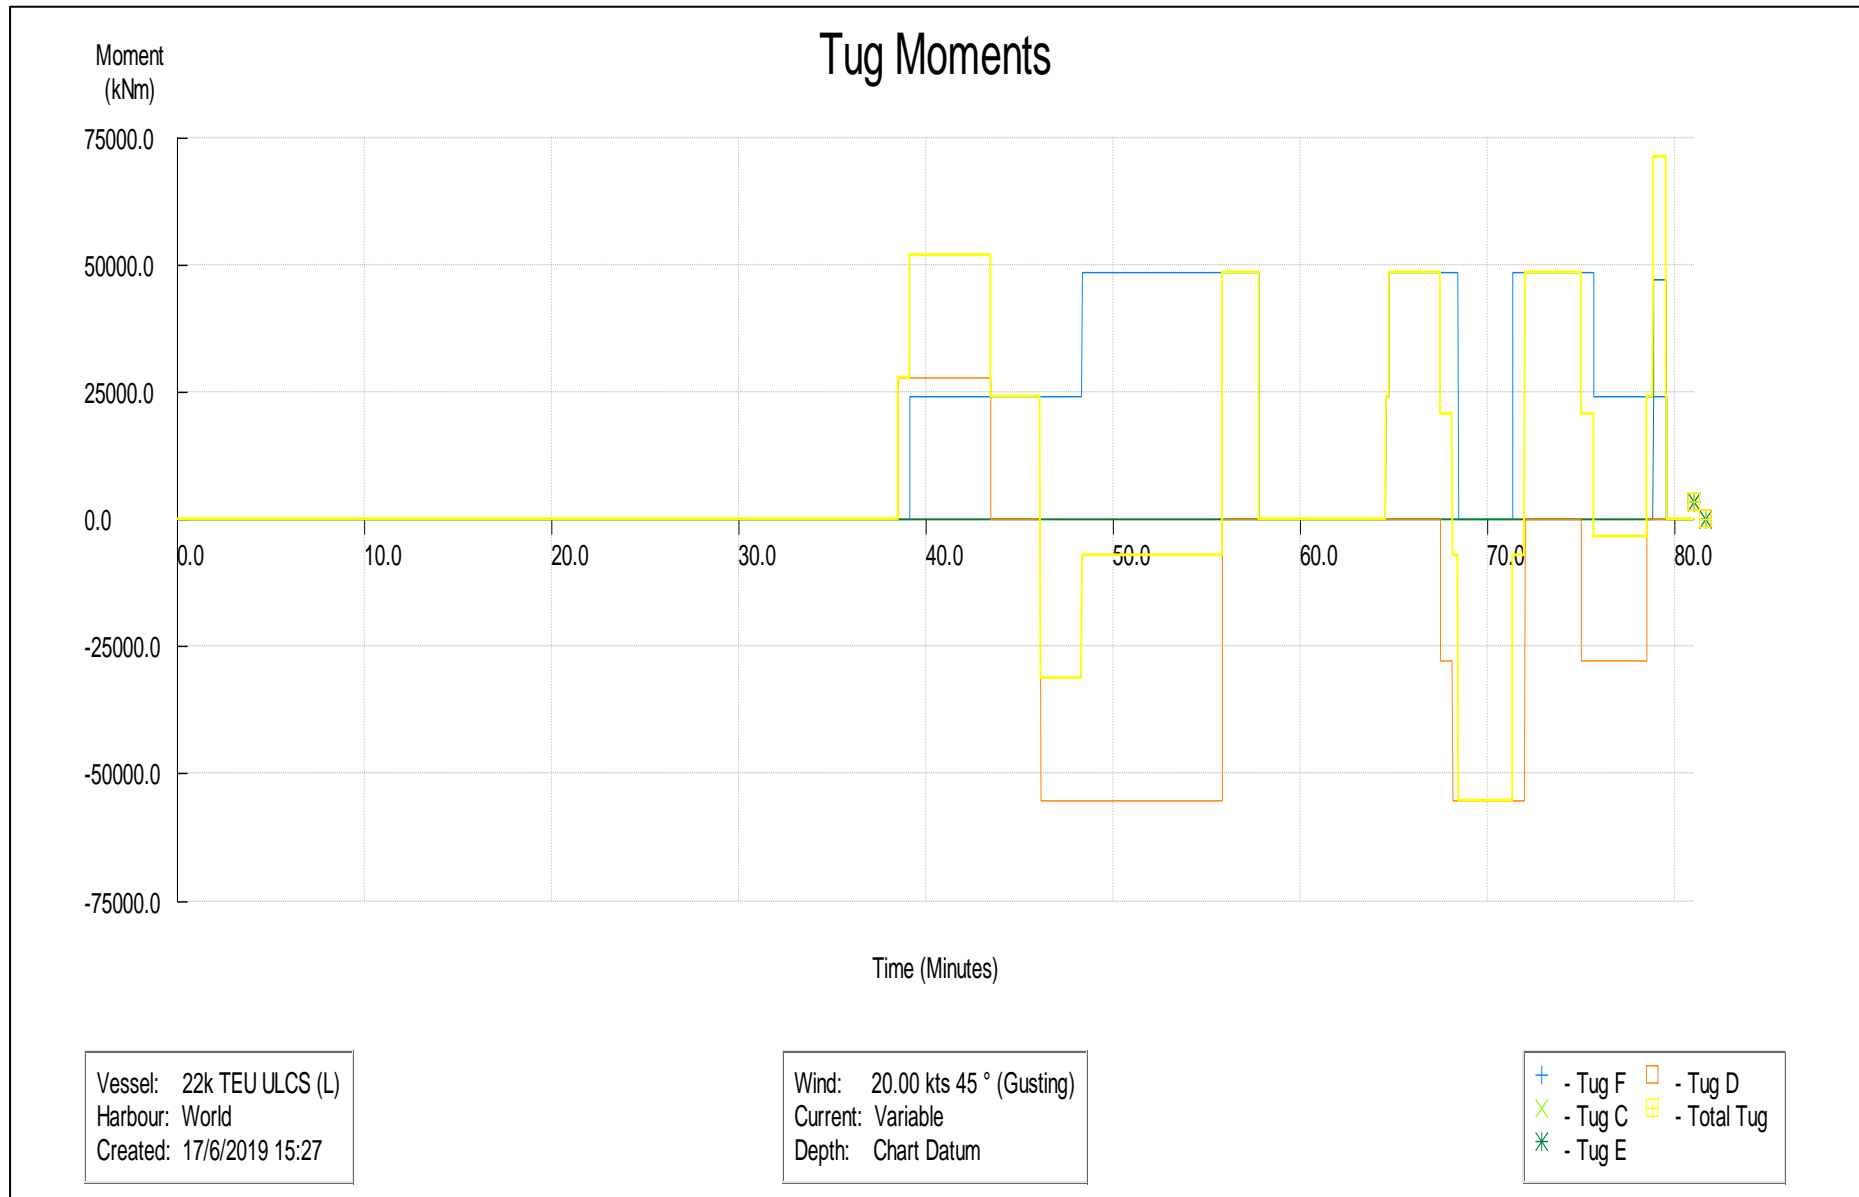 Tug Moments
Moment
(kNm)
75000.0
50000.0
25000.0
0.0
-25000.0
-50000.0
-75000.0
0.0 10.0 20.0 30.0 40.0 50.0 60.0 70.0 80.0
Time (Minutes)
Vessel: 22k TEU ULCS (L)
Harbour: World
Created: 17/6/2019 15:27
Wind: 20.00 kts 45 ° (Gusting)
Current: Variable
Depth: Chart Datum
- Tug F - Tug D
- Tug C - Total Tug
- Tug E